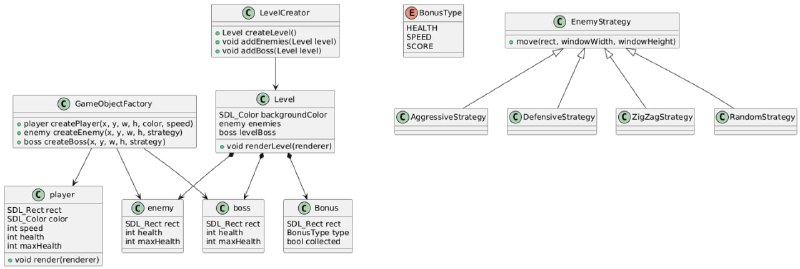 LevelCreator
Level createLevel()
void addEnemies(Level level)
void addBoss(Level level)
BonusType
HEALTH
SPEED
SCORE
EnemyStrategy
move(rect, windowWidth, windowHeight)
GameObjectFactory
player createPlayer(x, y, w, h, color, speed)
enemy createEnemy(x, y, w, h, strategy)
boss createBoss(x, y, w, h, strategy)
Level
SDL_Color backgroundColor
enemy enemies
boss levelBoss
void renderLevel(renderer)
AggressiveStrategy
DefensiveStrategy
ZigZagStrategy
RandomStrategy
player
SDL_Rect rect
SDL_Color color
int speed
int health
int maxHealth
void render(renderer)
enemy
SDL_Rect rect
int health
int maxHealth
boss
SDL_Rect rect
int health
int maxHealth
Bonus
SDL_Rect rect
BonusType type
bool collected